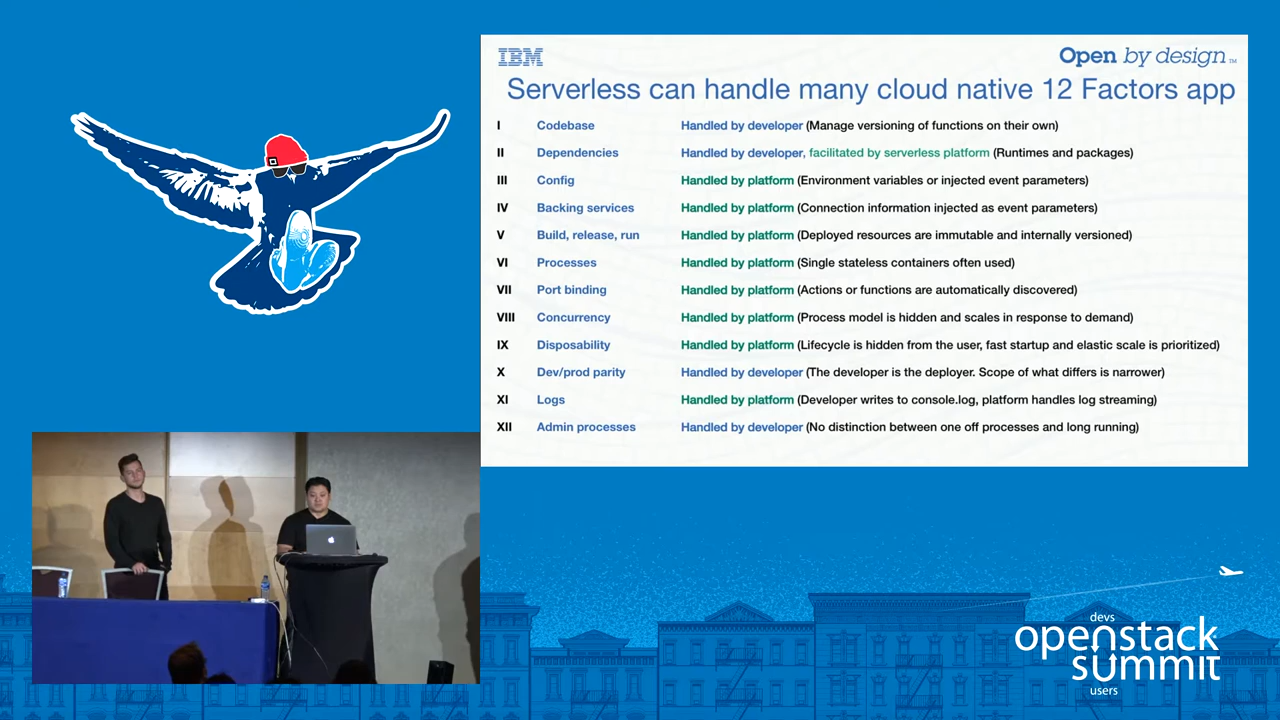 IBM
Open by design™
Serverless can handle many cloud native 12 Factors app
I Codebase Handled by developer (Manage versioning of functions on their own)
II Dependencies Handled by developer, facilitated by serverless platform (Runtimes and packages)
III Config Handled by platform (Environment variables or injected event parameters)
IV Backing services Handled by platform (Connection information injected as event parameters)
V Build, release, run Handled by platform (Deployed resources are immutable and internally versioned)
VI Processes Handled by platform (Single stateless containers often used)
VII Port binding Handled by platform (Actions or functions are automatically discovered)
VIII Concurrency Handled by platform (Process model is hidden and scales in response to demand)
IX Disposability Handled by platform (Lifecycle is hidden from the user, fast startup and elastic scale is prioritized)
X Dev/prod parity Handled by developer (The developer is the deployer. Scope of what differs is narrower)
XI Logs Handled by platform (Developer writes to console.log, platform handles log streaming)
XII Admin processes Handled by developer (No distinction between one off processes and long running)
devs
openstack
summit
users